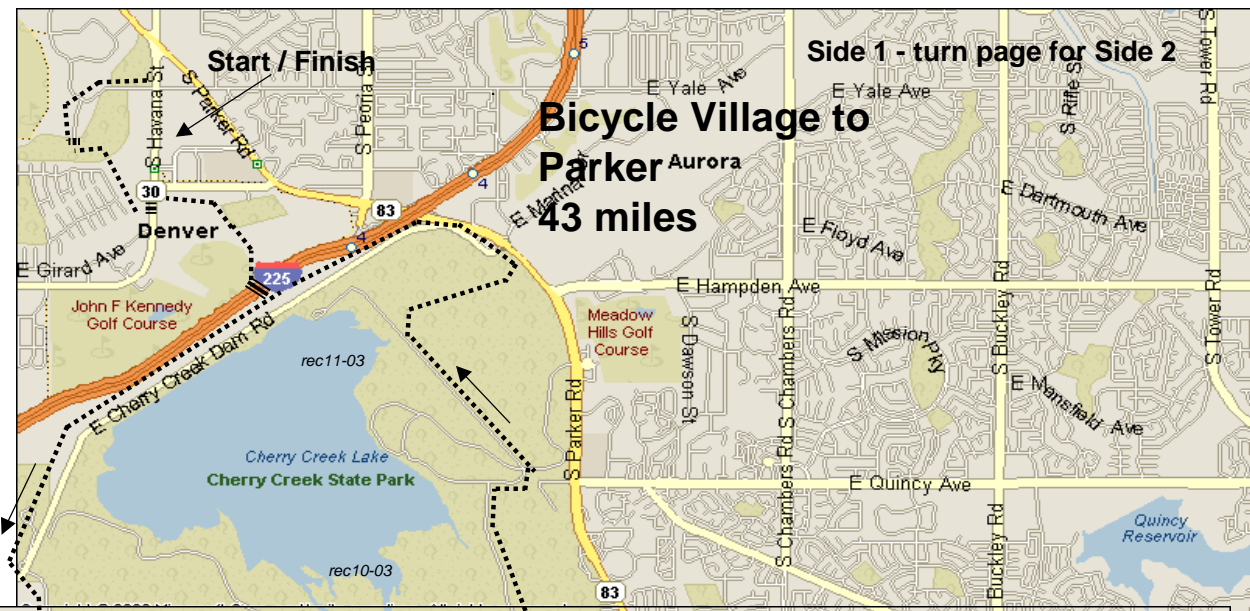 Side 1 - turn page for Side 2
Start / Finish
Bicycle Village to
Parker
43 miles
Aurora
S Havana St
S Parker Rd
S Peoria St
5
E Yale Ave
E Yale Ave
S Rifle St
S Tower Rd
4
30
83
Denver
4
E Dartmouth Ave
E Floyd Ave
E Girard Ave
225
E Hampden Ave
John F Kennedy
Golf Course
Meadow
Hills Golf
Course
S Dawson St
S Chambers Rd
S Chambers Rd
S Mission Pky
S Buckley Rd
S Tower Rd
E Cherry Creek Dam Rd
rec11-03
S Parker Rd
E Mansfield Ave
Cherry Creek Lake
Cherry Creek State Park
E Quincy Ave
Buckley Rd
Quincy
Reservoir
rec10-03
83